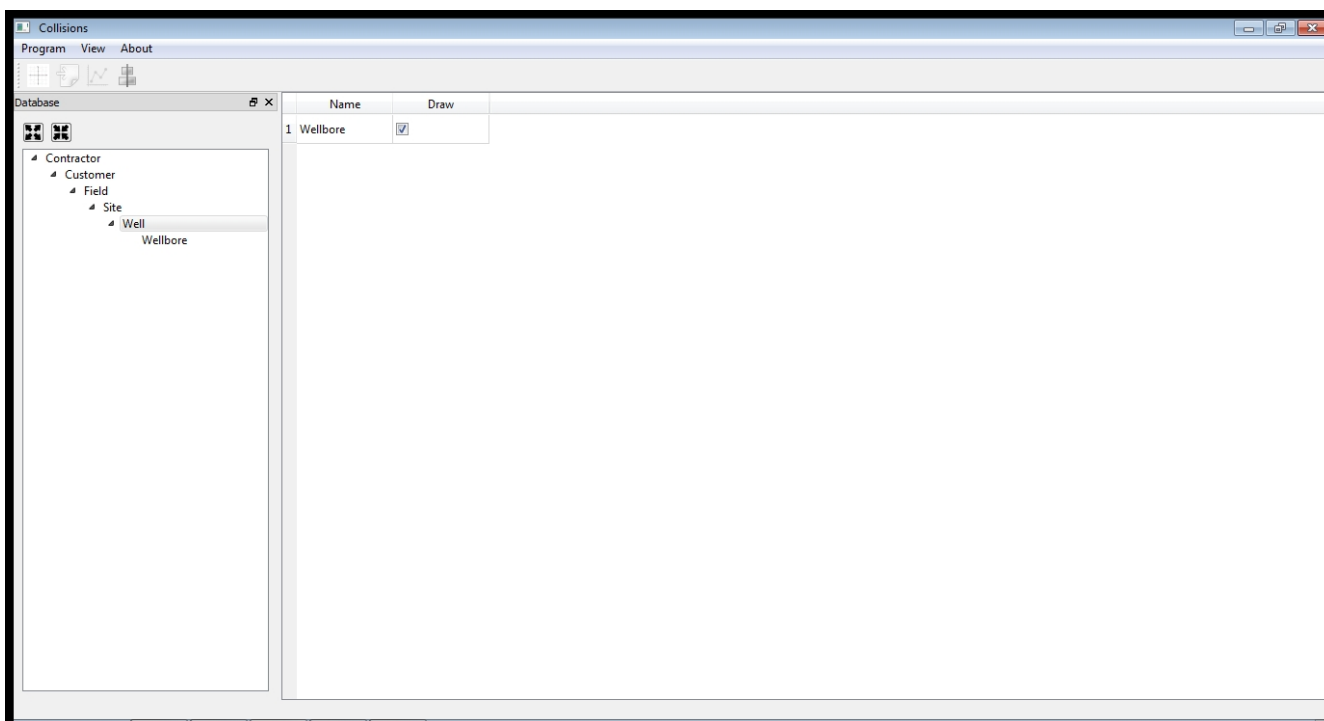 Collisions
Program View About
Database
Name Draw
1 Wellbore
Contractor
Customer
Field
Site
Well
Wellbore